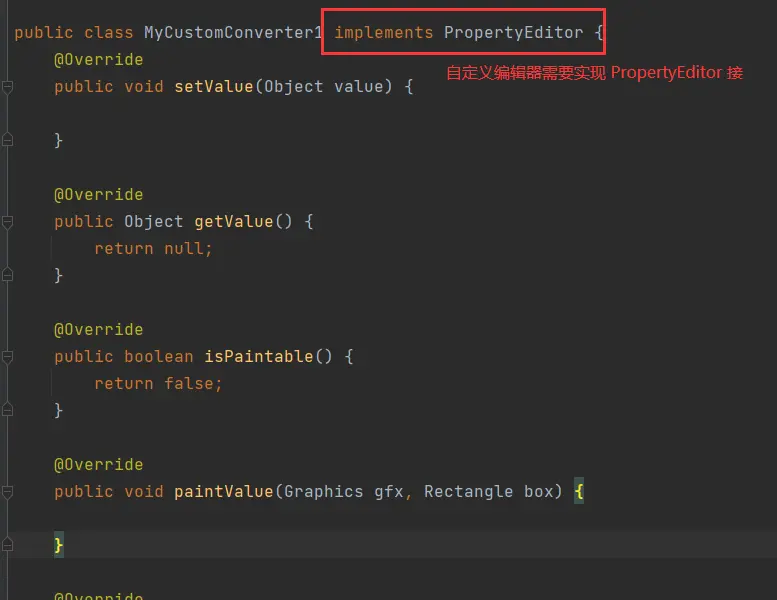 public class MyCustomConverter1 implements PropertyEditor {
@Override
自定义编辑器需要实现 PropertyEditor 接
public void setValue(Object value) {
}
@Override
public Object getValue() {
return null;
}
@Override
public boolean isPaintable() {
return false;
}
@Override
public void paintValue(Graphics gfx, Rectangle box) {
}
@Override